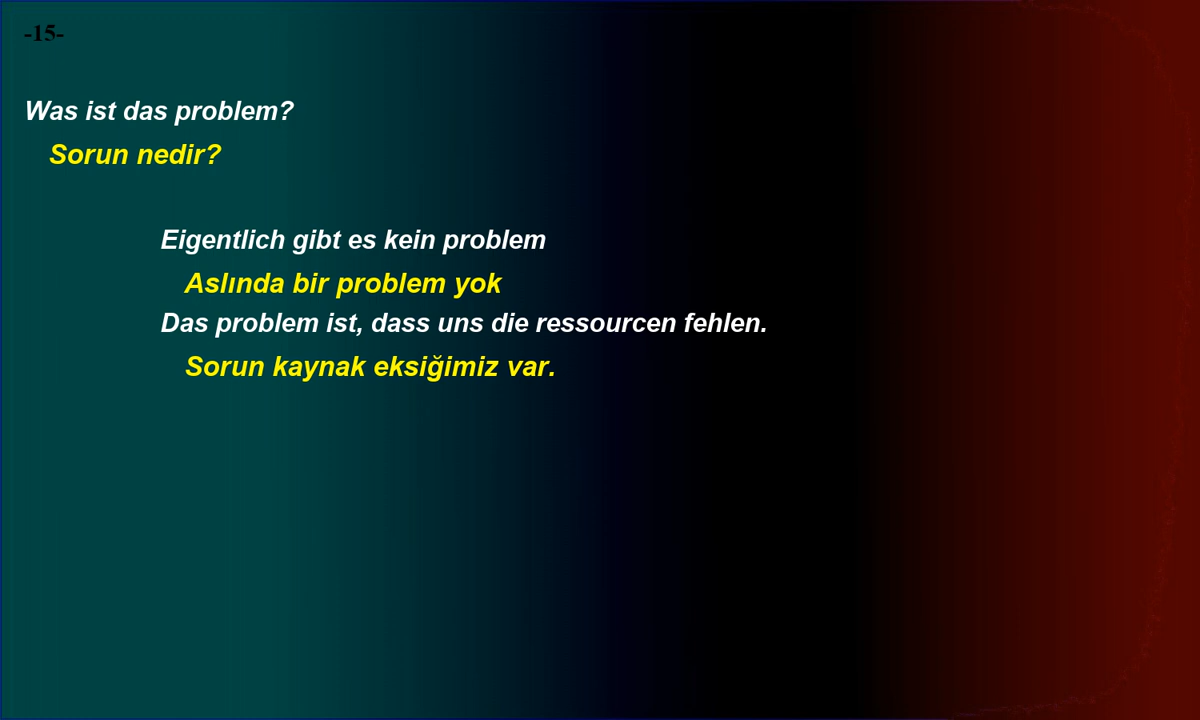 -15-
Was ist das problem?
Sorun nedir?
Eigentlich gibt es kein problem
Aslında bir problem yok
Das problem ist, dass uns die ressourcen fehlen.
Sorun kaynak eksiğimiz var.